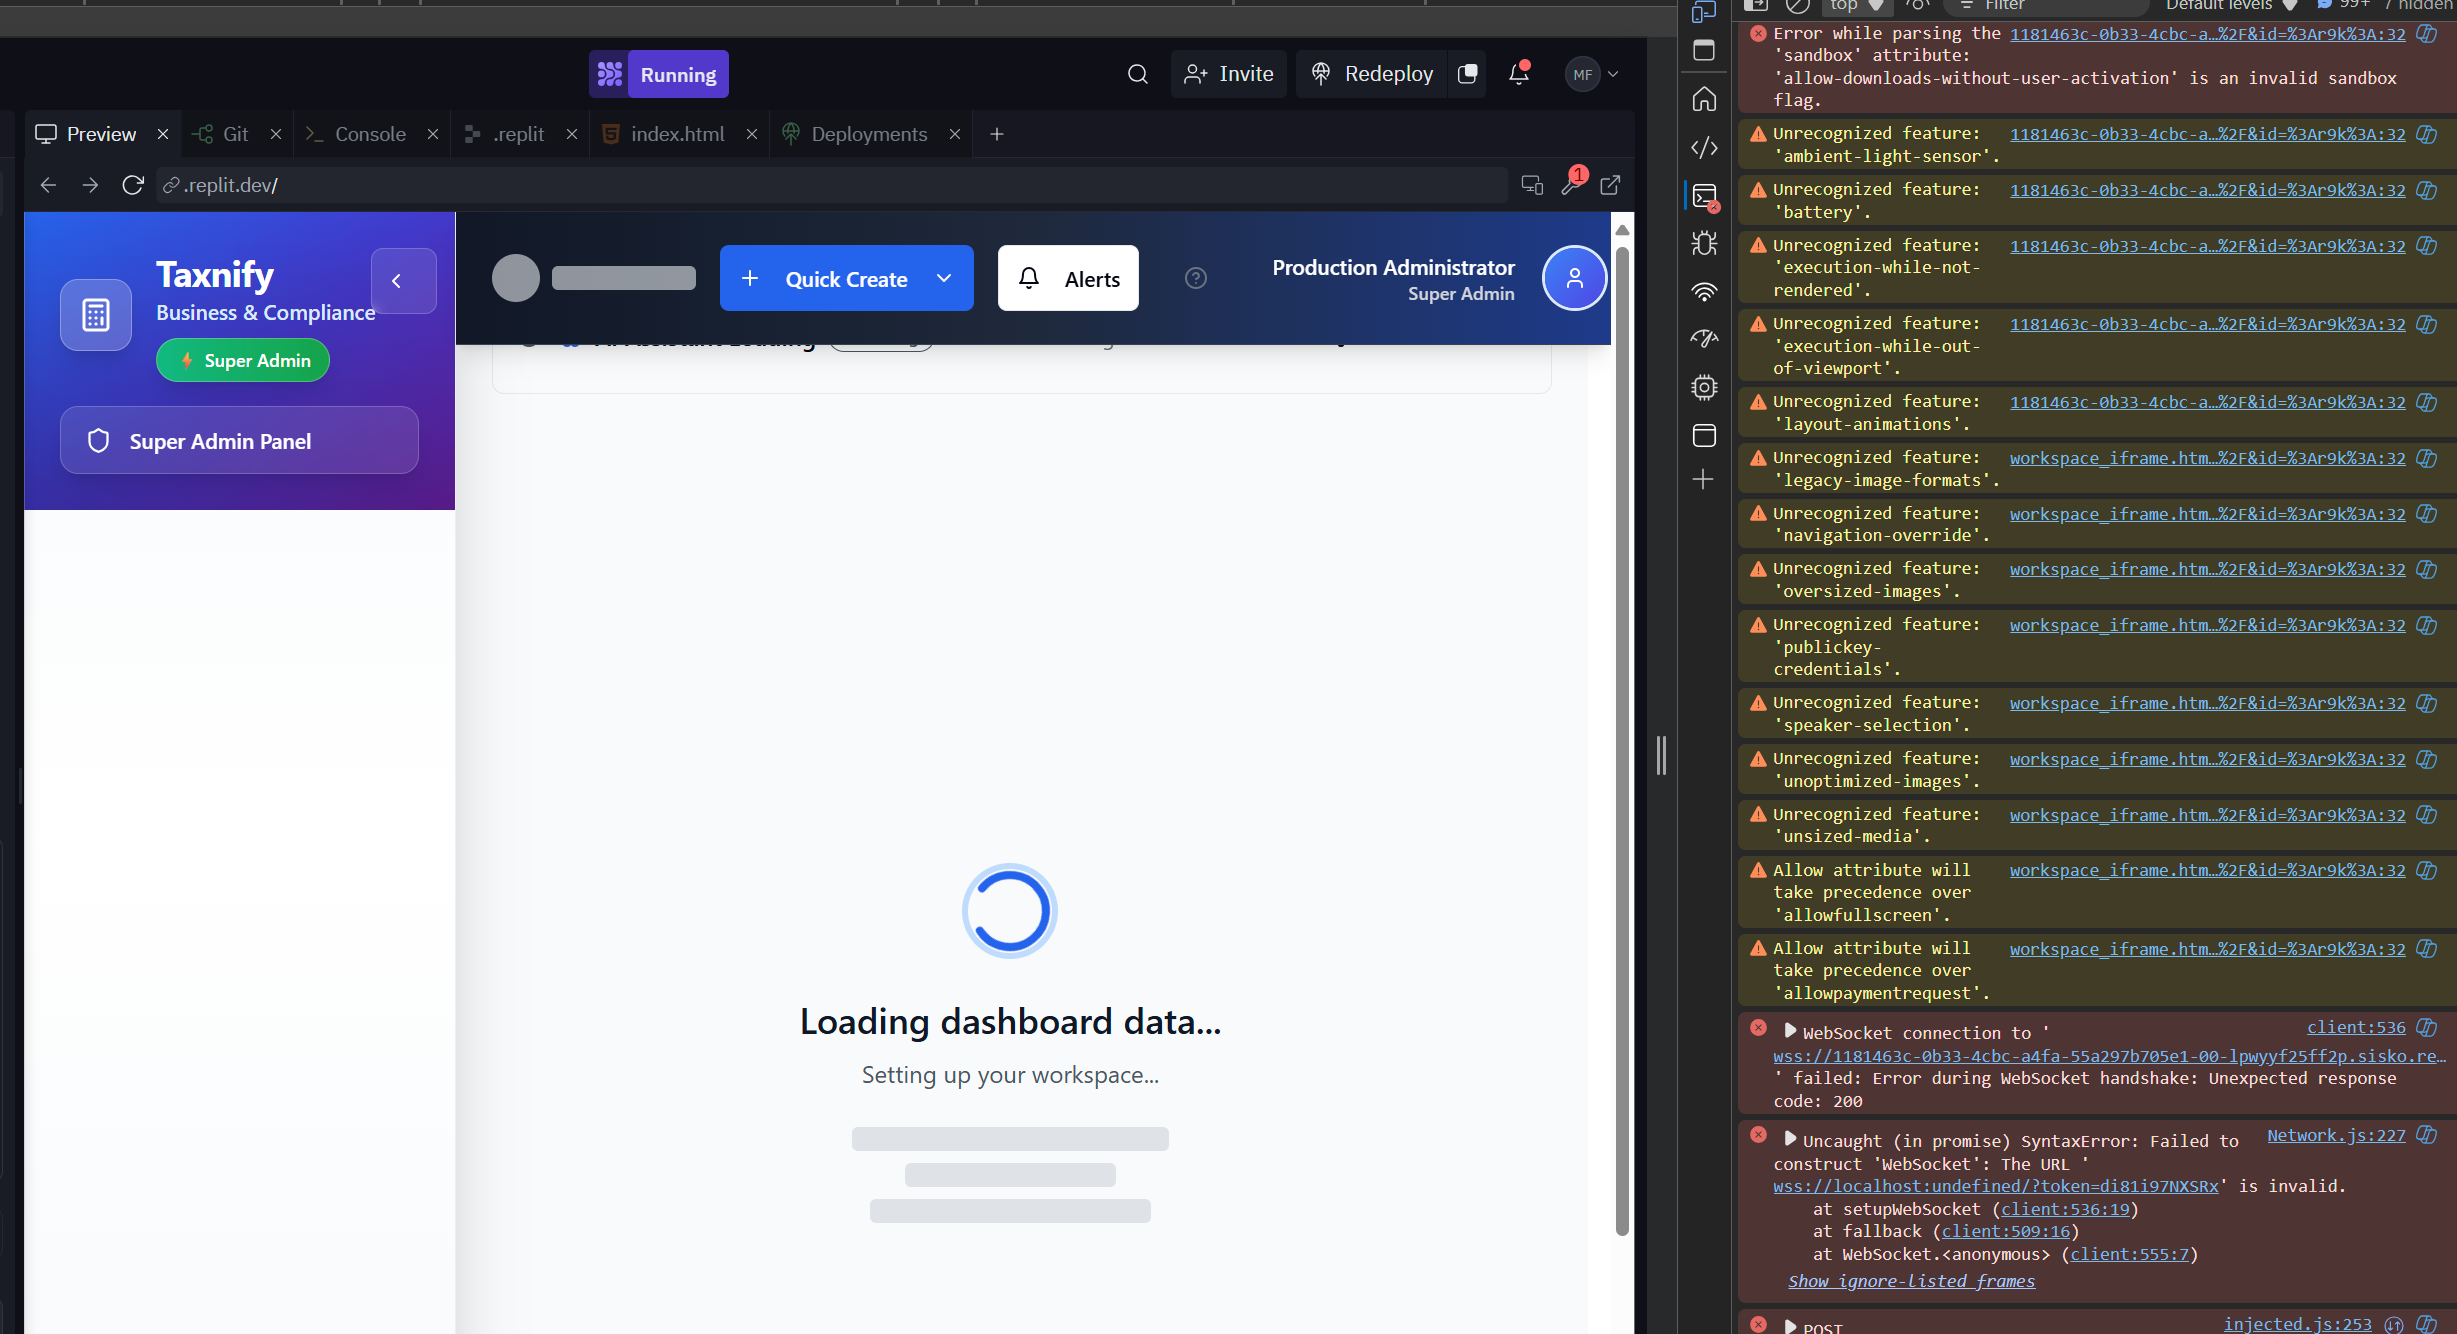 Running
Invite
Redeploy
MF
Preview
Git
Console
.replit
index.html
Deployments
.replit.dev/
1
Taxnify
Business & Compliance
Super Admin
Super Admin Panel
Quick Create
Alerts
Production Administrator
Super Admin
Loading dashboard data...
Setting up your workspace...
top
Filter
Default levels
99+
7 hidden
Error while parsing the 1181463c-0b33-4cbc-a…%2F&id=%3Ar9k%3A:32
'sandbox' attribute:
'allow-downloads-without-user-activation' is an invalid sandbox
flag.
Unrecognized feature: 1181463c-0b33-4cbc-a…%2F&id=%3Ar9k%3A:32
'ambient-light-sensor'.
Unrecognized feature: 1181463c-0b33-4cbc-a…%2F&id=%3Ar9k%3A:32
'battery'.
Unrecognized feature: 1181463c-0b33-4cbc-a…%2F&id=%3Ar9k%3A:32
'execution-while-not-
rendered'.
Unrecognized feature: 1181463c-0b33-4cbc-a…%2F&id=%3Ar9k%3A:32
'execution-while-out-
of-viewport'.
Unrecognized feature: 1181463c-0b33-4cbc-a…%2F&id=%3Ar9k%3A:32
'layout-animations'.
Unrecognized feature: workspace_iframe.htm…%2F&id=%3Ar9k%3A:32
'legacy-image-formats'.
Unrecognized feature: workspace_iframe.htm…%2F&id=%3Ar9k%3A:32
'navigation-override'.
Unrecognized feature: workspace_iframe.htm…%2F&id=%3Ar9k%3A:32
'oversized-images'.
Unrecognized feature: workspace_iframe.htm…%2F&id=%3Ar9k%3A:32
'publickey-
credentials'.
Unrecognized feature: workspace_iframe.htm…%2F&id=%3Ar9k%3A:32
'speaker-selection'.
Unrecognized feature: workspace_iframe.htm…%2F&id=%3Ar9k%3A:32
'unoptimized-images'.
Unrecognized feature: workspace_iframe.htm…%2F&id=%3Ar9k%3A:32
'unsized-media'.
Allow attribute will workspace_iframe.htm…%2F&id=%3Ar9k%3A:32
take precedence over
'allowfullscreen'.
Allow attribute will workspace_iframe.htm…%2F&id=%3Ar9k%3A:32
take precedence over
'allowpaymentrequest'.
WebSocket connection to ' client:536
wss://1181463c-0b33-4cbc-a4fa-55a297b705e1-00-lpwyyf25ff2p.sisko.re…
' failed: Error during WebSocket handshake: Unexpected response
code: 200
Uncaught (in promise) SyntaxError: Failed to Network.js:227
construct 'WebSocket': The URL '
wss://localhost:undefined/?token=di81i97NXSRx' is invalid.
at setupWebSocket (client:536:19)
at fallback (client:509:16)
at WebSocket.<anonymous> (client:555:7)
Show ignore-listed frames
POST injected.js:253